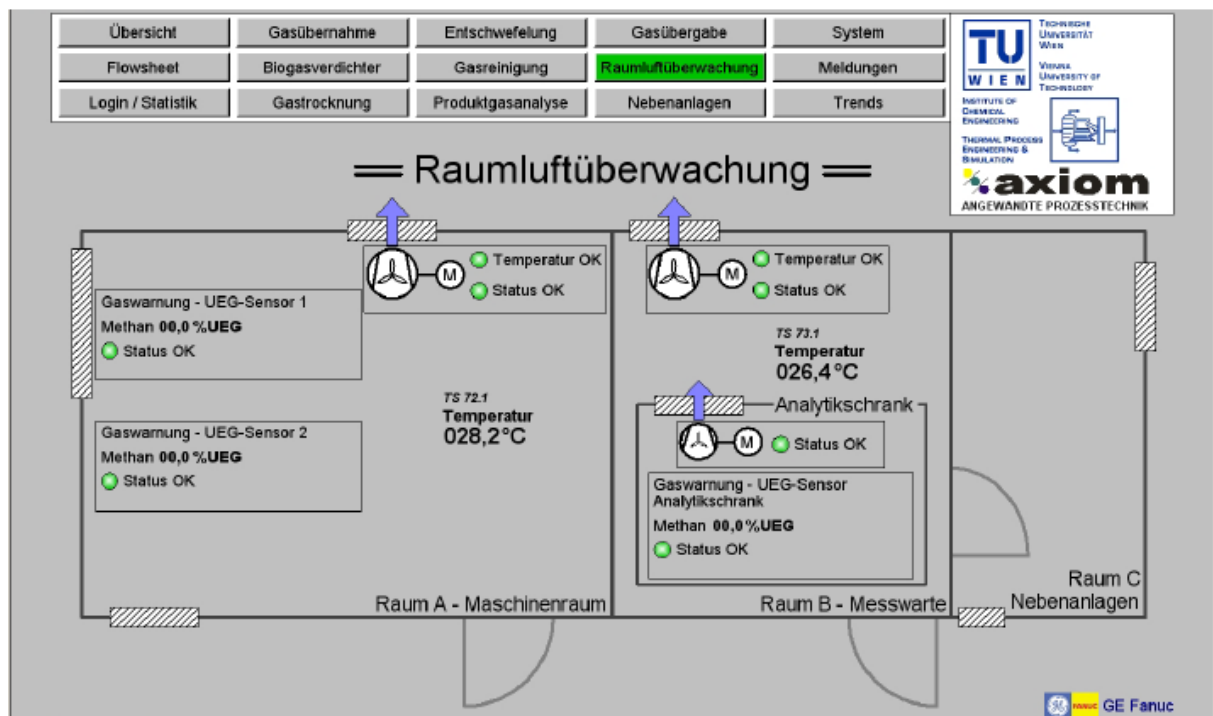 Übersicht
Gasübernahme
Entschwefelung
Gasübergabe
System
Flowsheet
Biogasverdichter
Gasreinigung
Raumluftüberwachung
Meldungen
Login / Statistik
Gastrocknung
Produktgasanalyse
Nebenanlagen
Trends
TU
WIEN
TECHNISCHE
UNIVERSITÄT
WIEN
VIENNA
UNIVERSITY OF
TECHNOLOGY
INSTITUTE OF
CHEMICAL
ENGINEERING
THERMAL PROCESS
ENGINEERING &
SIMULATION
axiom
ANGEWANDTE PROZESSTECHNIK
Raumluftüberwachung
M
Temperatur OK
Status OK
M
Temperatur OK
Status OK
Gaswarnung - UEG-Sensor 1
Methan 00,0 %UEG
Status OK
TS 73.1
Temperatur
026,4°C
TS 72.1
Temperatur
028,2°C
Gaswarnung - UEG-Sensor 2
Methan 00,0 %UEG
Status OK
Analytikschrank
M
Status OK
Gaswarnung - UEG-Sensor
Analytikschrank
Methan 00,0 %UEG
Status OK
Raum A - Maschinenraum
Raum B - Messwarte
Raum C
Nebenanlagen
FANUC
GE Fanuc